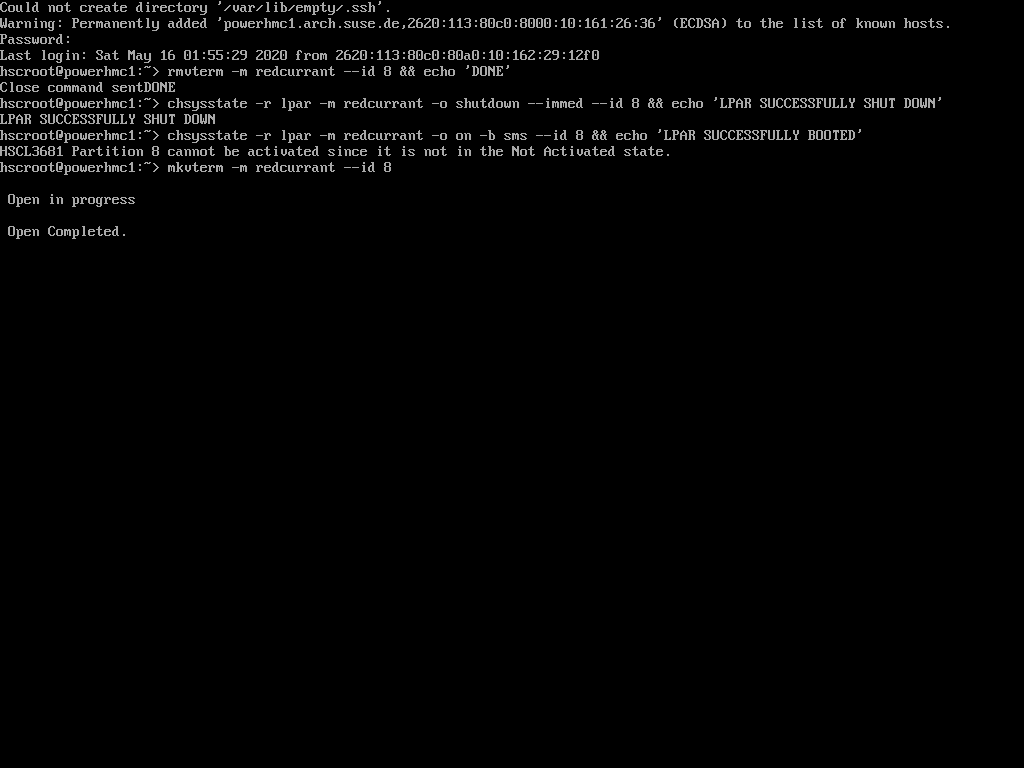 Could not create directory '/var/lib/empty/.ssh'.
Warning: Permanently added 'powerhmc1.arch.suse.de,2620:113:80c0:8000:10:161:26:36' (ECDSA) to the list of known hosts.
Password:
Last login: Sat May 16 01:55:29 2020 from 2620:113:80c0:80a0:10:162:29:12f0
hscroot@powerhmc1:~> rmvterm -m redcurrant --id 8 && echo 'DONE'
Close command sentDONE
hscroot@powerhmc1:~> chsysstate -r lpar -m redcurrant -o shutdown --immed --id 8 && echo 'LPAR SUCCESSFULLY SHUT DOWN'
LPAR SUCCESSFULLY SHUT DOWN
hscroot@powerhmc1:~> chsysstate -r lpar -m redcurrant -o on -b sms --id 8 && echo 'LPAR SUCCESSFULLY BOOTED'
HSCL3681 Partition 8 cannot be activated since it is not in the Not Activated state.
hscroot@powerhmc1:~> mkvterm -m redcurrant --id 8
Open in progress
Open Completed.